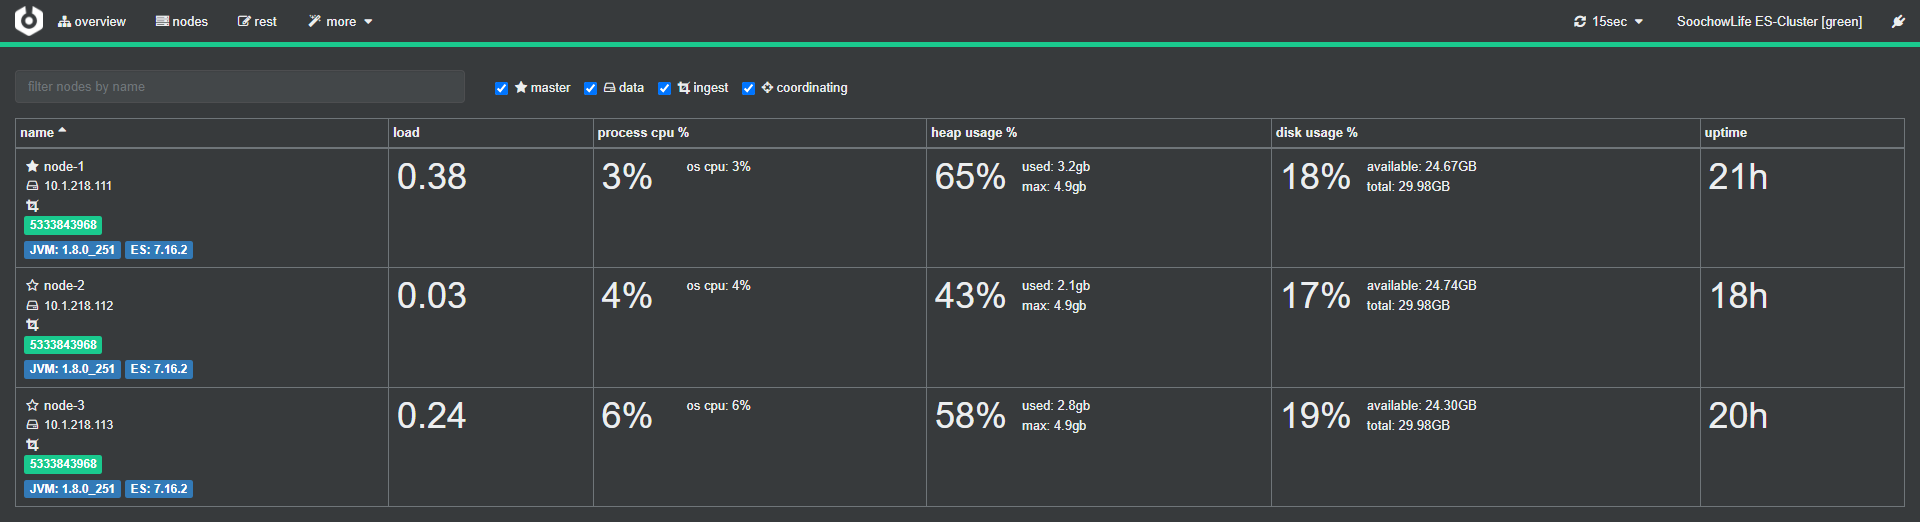 overview nodes rest more 15sec SoochowLife ES-Cluster [green]
filter nodes by name master data ingest coordinating
name load process cpu % heap usage % disk usage % uptime
node-1 0.38 3% os cpu: 3% 65% used: 3.2gb 18% available: 24.67GB 21h
10.1.218.111 max: 4.9gb total: 29.98GB
5333843968
JVM: 1.8.0_251 ES: 7.16.2
node-2 0.03 4% os cpu: 4% 43% used: 2.1gb 17% available: 24.74GB 18h
10.1.218.112 max: 4.9gb total: 29.98GB
5333843968
JVM: 1.8.0_251 ES: 7.16.2
node-3 0.24 6% os cpu: 6% 58% used: 2.8gb 19% available: 24.30GB 20h
10.1.218.113 max: 4.9gb total: 29.98GB
5333843968
JVM: 1.8.0_251 ES: 7.16.2